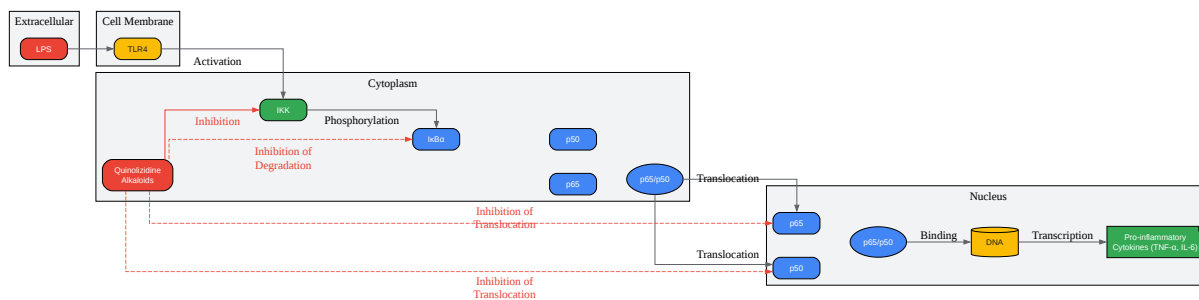 Extracellular
Cell Membrane
LPS
TLR4
Activation
Cytoplasm
IKK
Inhibition
Phosphorylation
IκBα
p50
Inhibition of
Degradation
Quinolizidine
Alkaloids
p65
p65/p50
Translocation
Nucleus
Inhibition of
Translocation
p65
p65/p50
Binding
DNA
Transcription
Pro-inflammatory
Cytokines (TNF-α, IL-6)
Translocation
p50
Inhibition of
Translocation